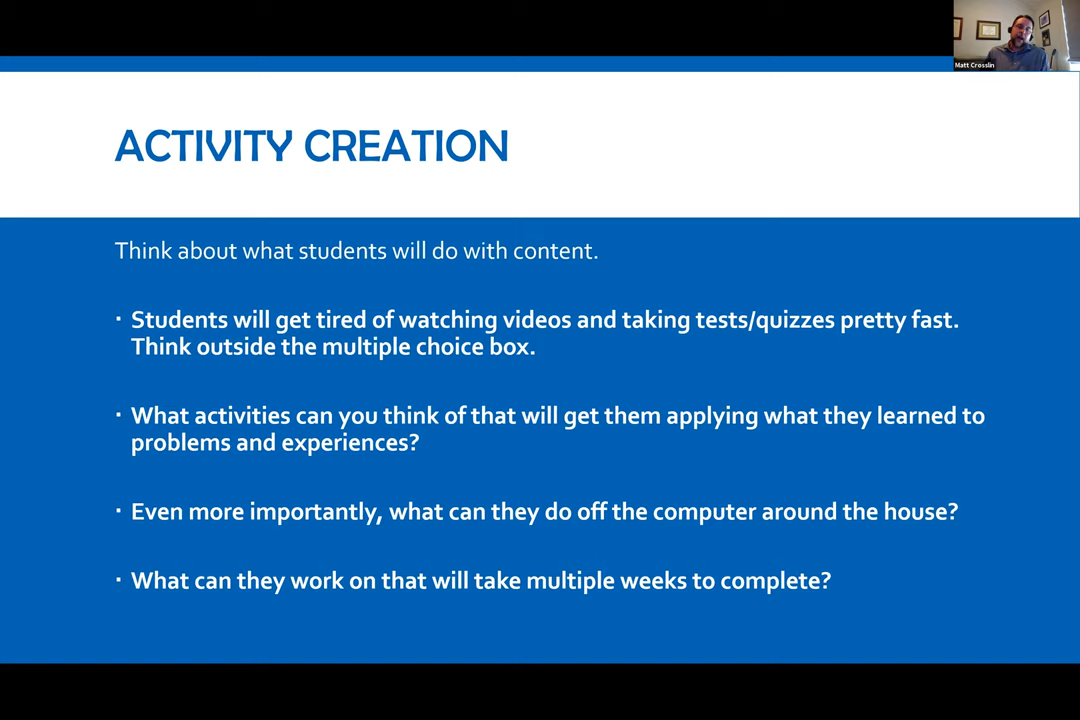 Matt Crosslin
ACTIVITY CREATION
Think about what students will do with content.
· Students will get tired of watching videos and taking tests/quizzes pretty fast.
Think outside the multiple choice box.
· What activities can you think of that will get them applying what they learned to
problems and experiences?
· Even more importantly, what can they do off the computer around the house?
· What can they work on that will take multiple weeks to complete?